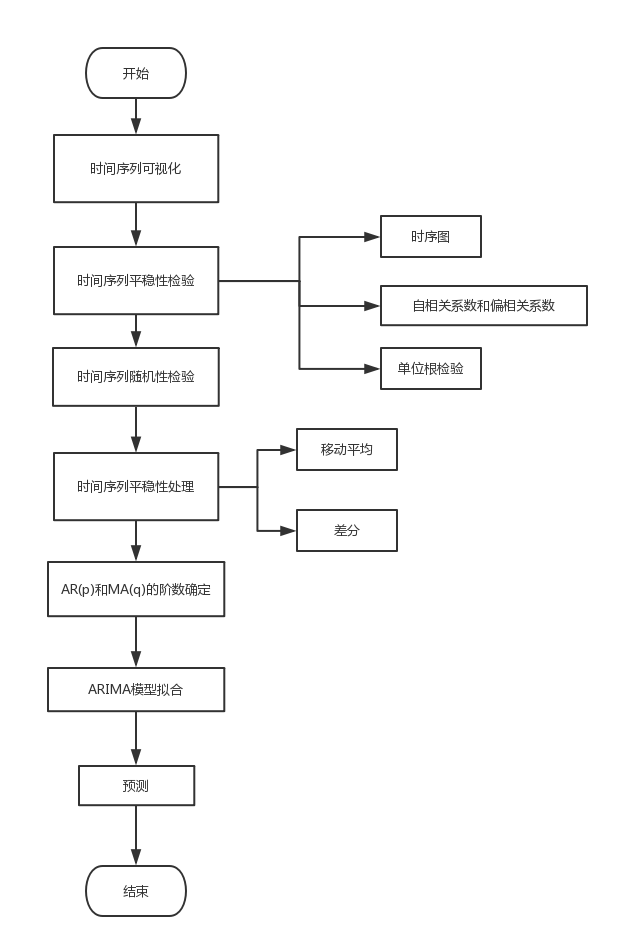 开始
时间序列可视化
时间序列平稳性检验
时序图
自相关系数和偏相关系数
单位根检验
时间序列随机性检验
时间序列平稳性处理
移动平均
差分
AR(p)和MA(q)的阶数确定
ARIMA模型拟合
预测
结束